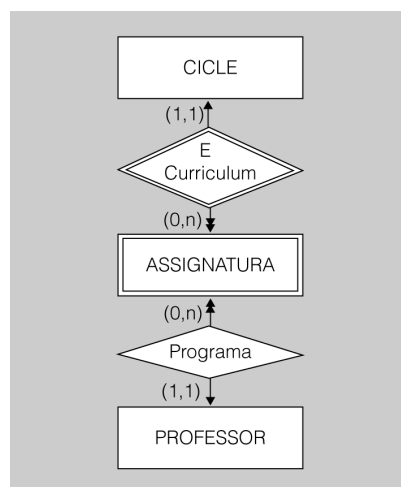 CICLE
(1,1)
E
Curriculum
(0,n)
ASSIGNATURA
(0,n)
Programa
(1,1)
PROFESSOR